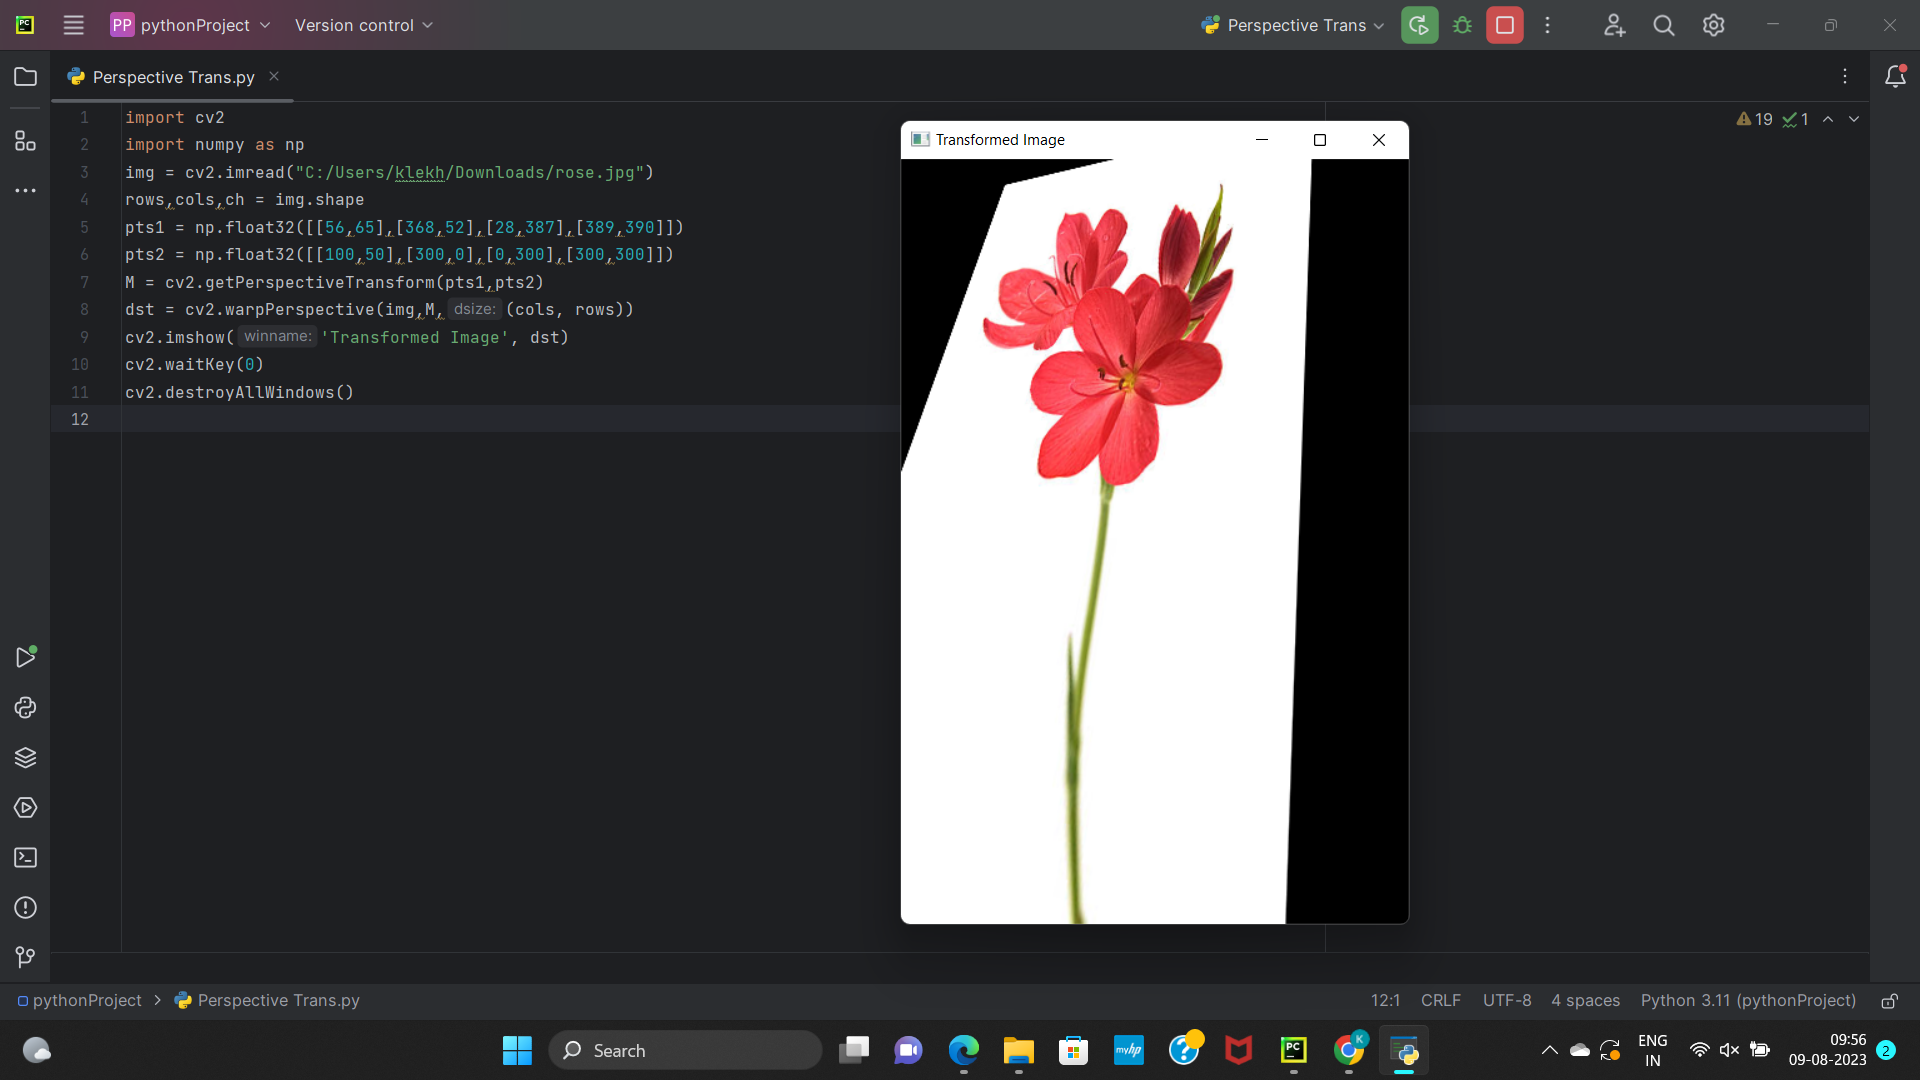 PP pythonProject Version control Perspective Trans
Perspective Trans.py
19 1
1 import cv2
2 import numpy as np
3 img = cv2.imread("C:/Users/klekh/Downloads/rose.jpg")
4 rows,cols,ch = img.shape
5 pts1 = np.float32([[56,65],[368,52],[28,387],[389,390]])
6 pts2 = np.float32([[100,50],[300,0],[0,300],[300,300]])
7 M = cv2.getPerspectiveTransform(pts1,pts2)
8 dst = cv2.warpPerspective(img,M, dsize: (cols, rows))
9 cv2.imshow( winname: 'Transformed Image', dst)
10 cv2.waitKey(0)
11 cv2.destroyAllWindows()
12
Transformed Image
pythonProject > Perspective Trans.py
12:1 CRLF UTF-8 4 spaces Python 3.11 (pythonProject)
Search
myhp
PC
K
ENG
IN
09:56
09-08-2023
2